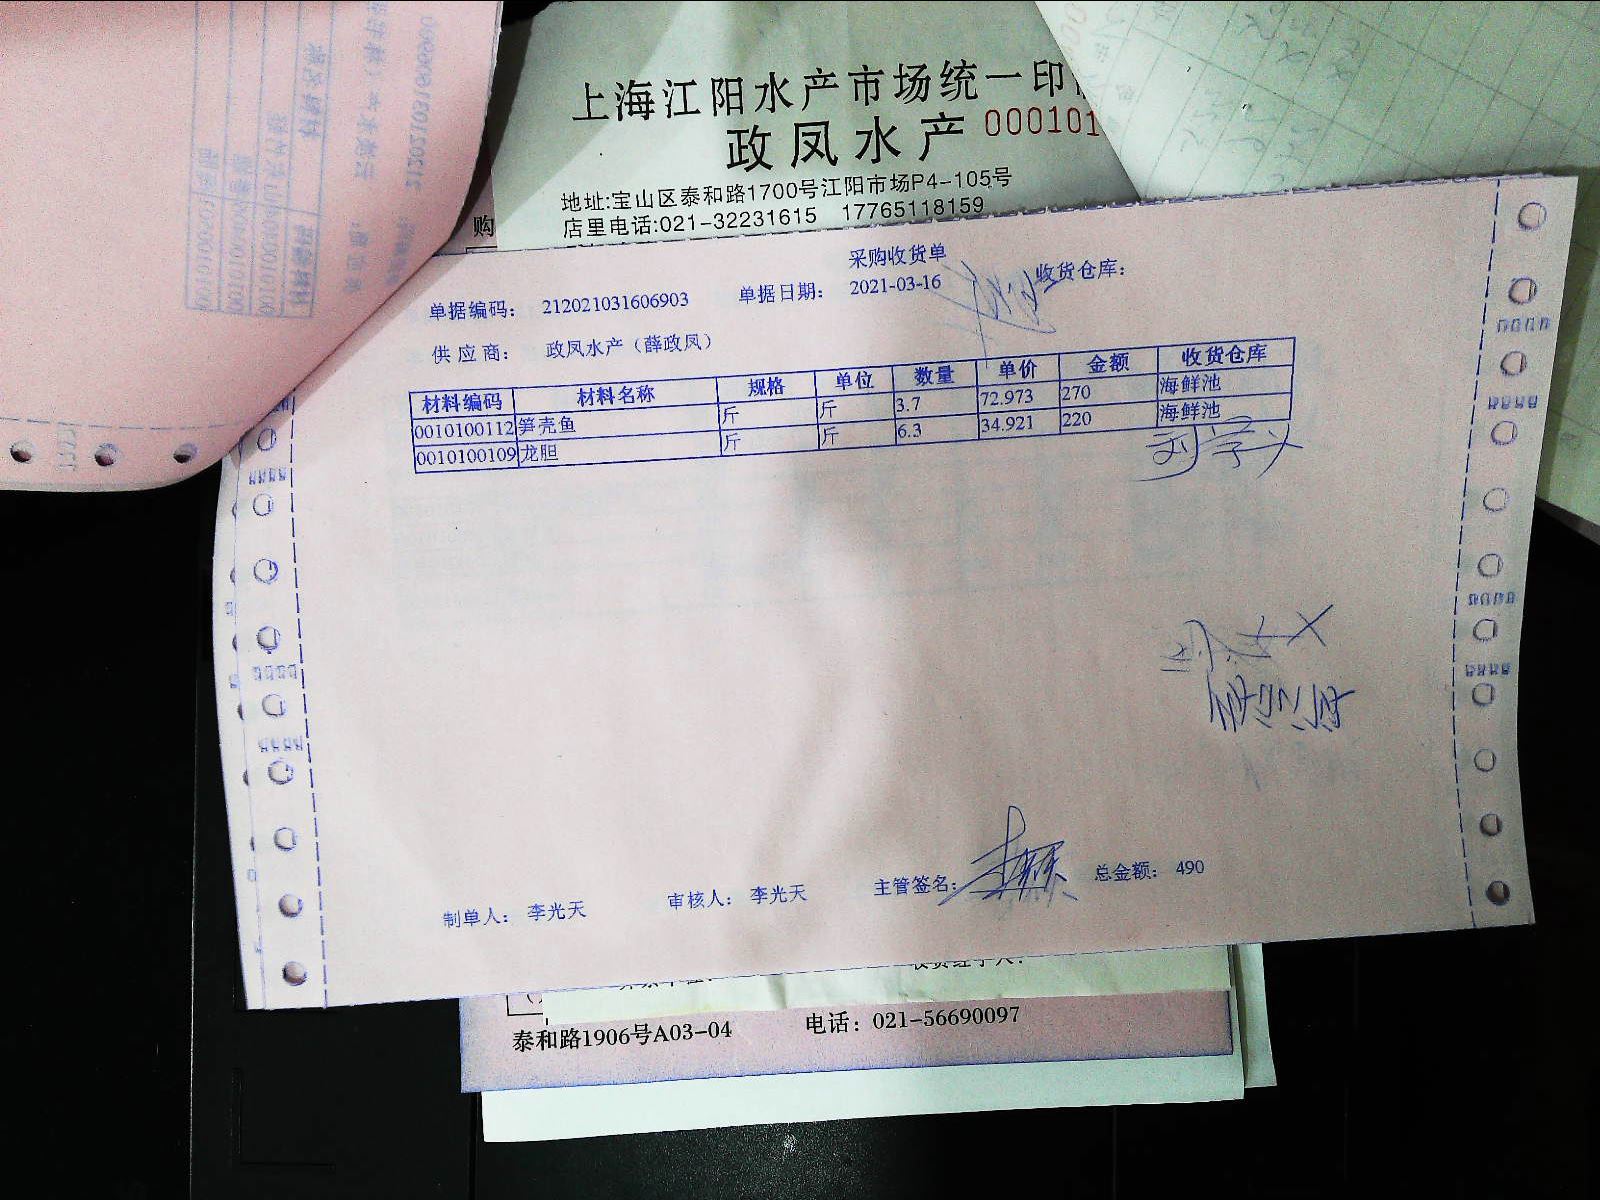 上海江阳水产市场统一印
政凤水产 000101
地址:宝山区泰和路1700号江阳市场P4-105号
店里电话:021-32231615 17765118159
购
采购收货单
单据编码： 212021031606903 单据日期： 2021-03-16 收货仓库：
供应商： 政凤水产（薛政凤）
材料编码 材料名称 规格 单位 数量 单价 金额 收货仓库
0010100112 笋壳鱼 斤 斤 3.7 72.973 270 海鲜池
0010100109 龙胆 斤 斤 6.3 34.921 220 海鲜池
制单人： 李光天 审核人： 李光天 主管签名： 总金额： 490
泰和路1906号A03-04 电话：021-56690097